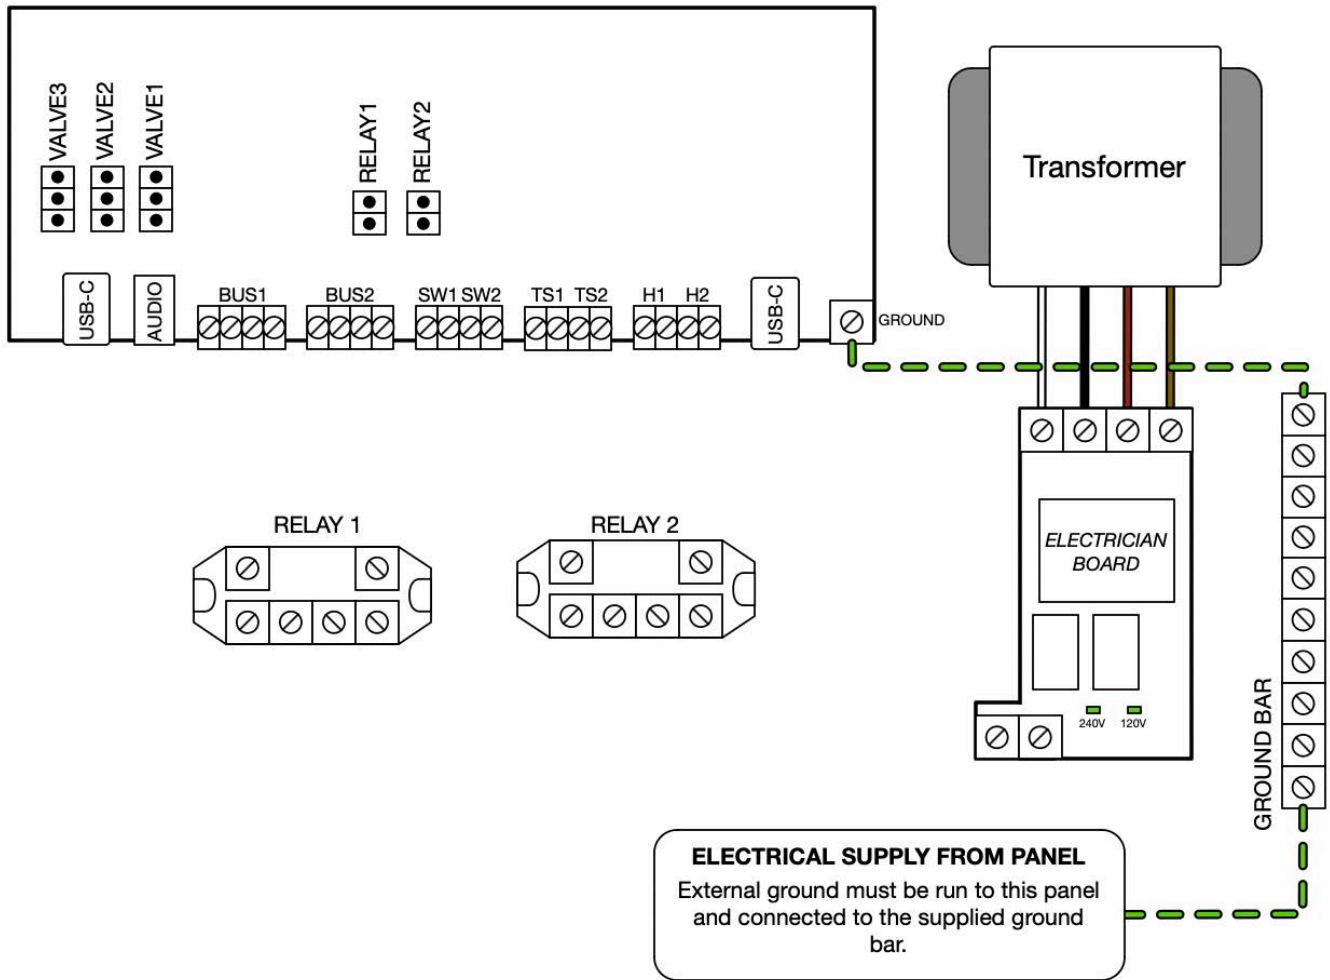 VALVE3
VALVE2
VALVE1
RELAY1
RELAY2
Transformer
USB-C
AUDIO
BUS1
BUS2
SW1 SW2
TS1 TS2
H1 H2
USB-C
GROUND
RELAY 1
RELAY 2
ELECTRICIAN
BOARD
240V 120V
GROUND BAR
ELECTRICAL SUPPLY FROM PANEL
External ground must be run to this panel
and connected to the supplied ground
bar.